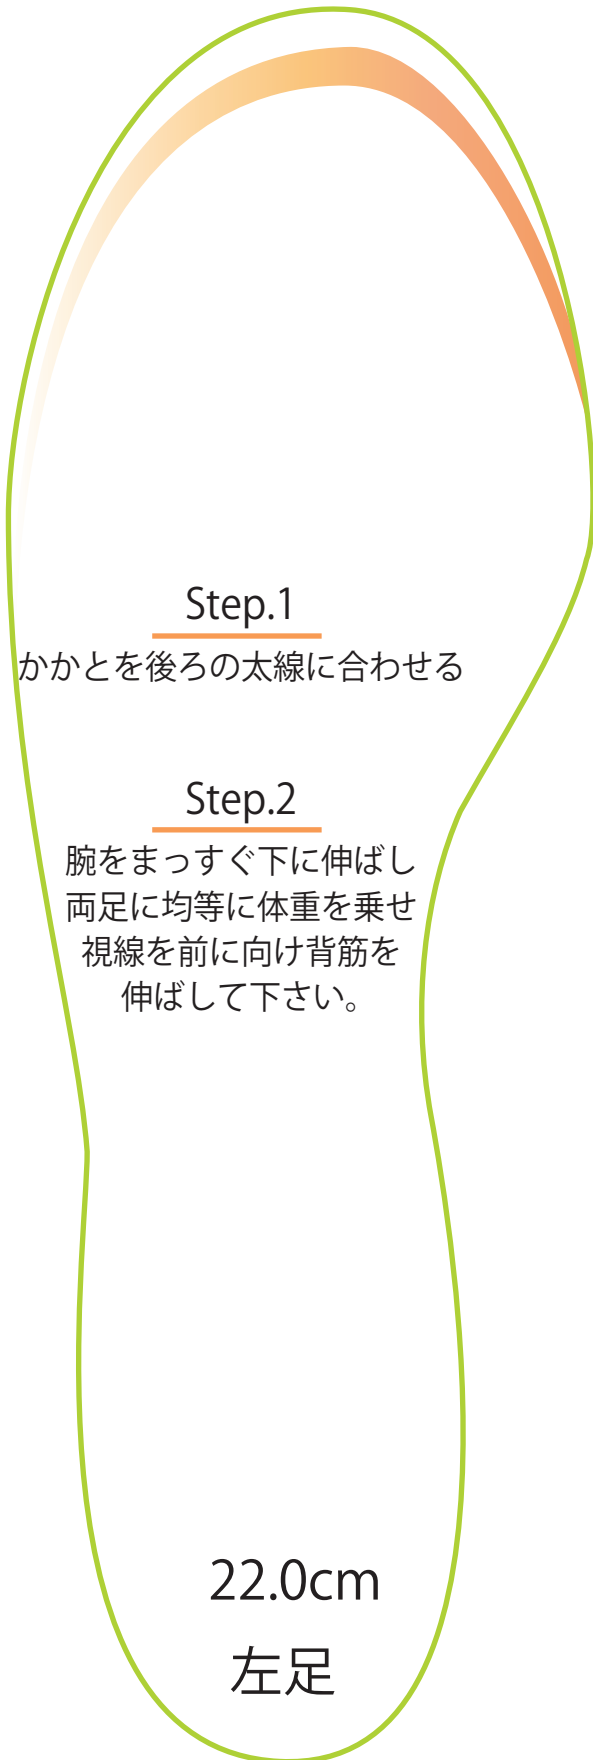 Step.1
かかとを後ろの太線に合わせる
Step.2
腕をまっすぐ下に伸ばし
両足に均等に体重を乗せ
視線を前に向け背筋を
伸ばして下さい。
22.0cm
左足